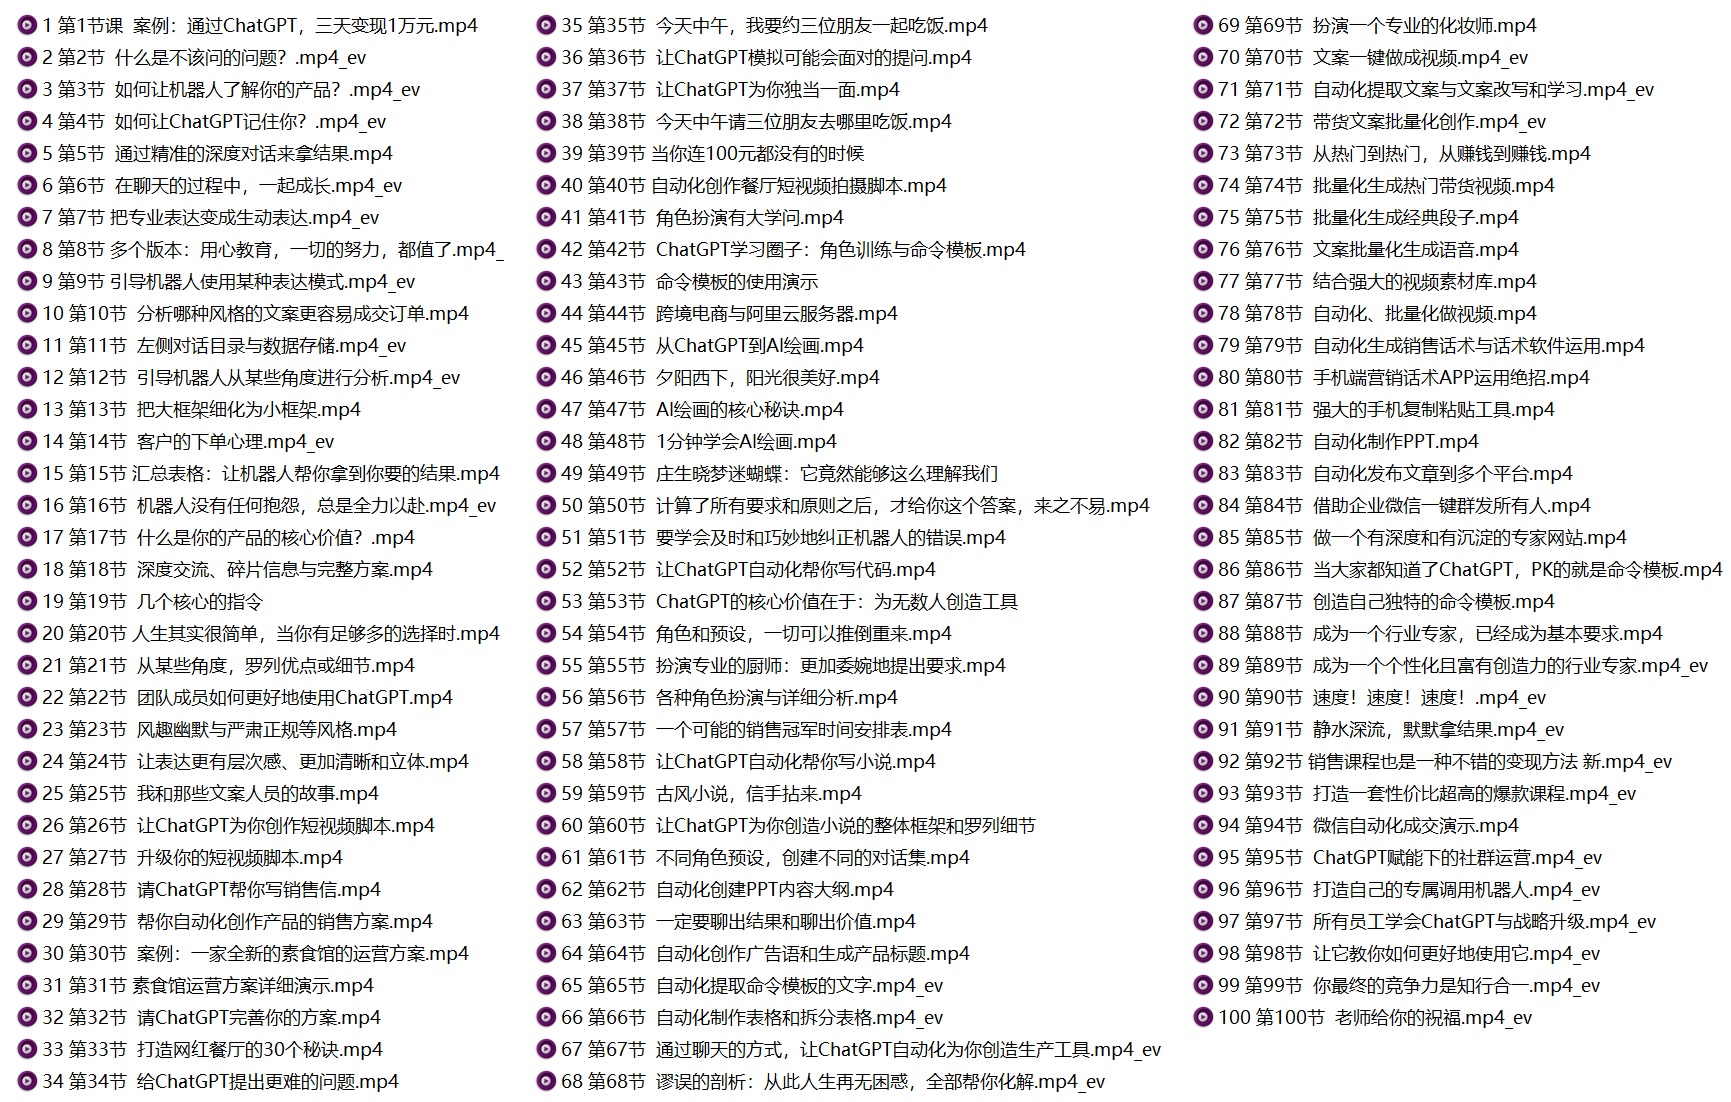 1 第1节课  案例：通过ChatGPT，三天变现1万元.mp4
2 第2节  什么是不该问的问题？.mp4_ev
3 第3节  如何让机器人了解你的产品？.mp4_ev
4 第4节  如何让ChatGPT记住你？.mp4_ev
5 第5节  通过精准的深度对话来拿结果.mp4
6 第6节  在聊天的过程中，一起成长.mp4_ev
7 第7节 把专业表达变成生动表达.mp4_ev
8 第8节 多个版本：用心教育，一切的努力，都值了.mp4_
9 第9节 引导机器人使用某种表达模式.mp4_ev
10 第10节  分析哪种风格的文案更容易成交订单.mp4
11 第11节  左侧对话目录与数据存储.mp4_ev
12 第12节  引导机器人从某些角度进行分析.mp4_ev
13 第13节  把大框架细化为小框架.mp4
14 第14节  客户的下单心理.mp4_ev
15 第15节 汇总表格：让机器人帮你拿到你要的结果.mp4
16 第16节  机器人没有任何抱怨，总是全力以赴.mp4_ev
17 第17节  什么是你的产品的核心价值？.mp4
18 第18节  深度交流、碎片信息与完整方案.mp4
19 第19节  几个核心的指令
20 第20节 人生其实很简单，当你有足够多的选择时.mp4
21 第21节  从某些角度，罗列优点或细节.mp4
22 第22节  团队成员如何更好地使用ChatGPT.mp4
23 第23节  风趣幽默与严肃正规等风格.mp4
24 第24节  让表达更有层次感、更加清晰和立体.mp4
25 第25节  我和那些文案人员的故事.mp4
26 第26节  让ChatGPT为你创作短视频脚本.mp4
27 第27节  升级你的短视频脚本.mp4
28 第28节  请ChatGPT帮你写销售信.mp4
29 第29节  帮你自动化创作产品的销售方案.mp4
30 第30节  案例：一家全新的素食馆的运营方案.mp4
31 第31节 素食馆运营方案详细演示.mp4
32 第32节  请ChatGPT完善你的方案.mp4
33 第33节  打造网红餐厅的30个秘诀.mp4
34 第34节  给ChatGPT提出更难的问题.mp4
35 第35节  今天中午，我要约三位朋友一起吃饭.mp4
36 第36节  让ChatGPT模拟可能会面对的提问.mp4
37 第37节  让ChatGPT为你独当一面.mp4
38 第38节  今天中午请三位朋友去哪里吃饭.mp4
39 第39节 当你连100元都没有的时候
40 第40节 自动化创作餐厅短视频拍摄脚本.mp4
41 第41节  角色扮演有大学问.mp4
42 第42节  ChatGPT学习圈子：角色训练与命令模板.mp4
43 第43节  命令模板的使用演示
44 第44节  跨境电商与阿里云服务器.mp4
45 第45节  从ChatGPT到AI绘画.mp4
46 第46节  夕阳西下，阳光很美好.mp4
47 第47节  AI绘画的核心秘诀.mp4
48 第48节  1分钟学会AI绘画.mp4
49 第49节  庄生晓梦迷蝴蝶：它竟然能够这么理解我们
50 第50节  计算了所有要求和原则之后，才给你这个答案，来之不易.mp4
51 第51节  要学会及时和巧妙地纠正机器人的错误.mp4
52 第52节  让ChatGPT自动化帮你写代码.mp4
53 第53节  ChatGPT的核心价值在于：为无数人创造工具
54 第54节  角色和预设，一切可以推倒重来.mp4
55 第55节  扮演专业的厨师：更加委婉地提出要求.mp4
56 第56节  各种角色扮演与详细分析.mp4
57 第57节  一个可能的销售冠军时间安排表.mp4
58 第58节  让ChatGPT自动化帮你写小说.mp4
59 第59节  古风小说，信手拈来.mp4
60 第60节  让ChatGPT为你创造小说的整体框架和罗列细节
61 第61节  不同角色预设，创建不同的对话集.mp4
62 第62节  自动化创建PPT内容大纲.mp4
63 第63节  一定要聊出结果和聊出价值.mp4
64 第64节  自动化创作广告语和生成产品标题.mp4
65 第65节  自动化提取命令模板的文字.mp4_ev
66 第66节  自动化制作表格和拆分表格.mp4_ev
67 第67节  通过聊天的方式，让ChatGPT自动化为你创造生产工具.mp4_ev
68 第68节  谬误的剖析：从此人生再无困惑，全部帮你化解.mp4_ev
69 第69节  扮演一个专业的化妆师.mp4
70 第70节  文案一键做成视频.mp4_ev
71 第71节  自动化提取文案与文案改写和学习.mp4_ev
72 第72节  带货文案批量化创作.mp4_ev
73 第73节  从热门到热门，从赚钱到赚钱.mp4
74 第74节  批量化生成热门带货视频.mp4
75 第75节  批量化生成经典段子.mp4
76 第76节  文案批量化生成语音.mp4
77 第77节  结合强大的视频素材库.mp4
78 第78节  自动化、批量化做视频.mp4
79 第79节  自动化生成销售话术与话术软件运用.mp4
80 第80节  手机端营销话术APP运用绝招.mp4
81 第81节  强大的手机复制粘贴工具.mp4
82 第82节  自动化制作PPT.mp4
83 第83节  自动化发布文章到多个平台.mp4
84 第84节  借助企业微信一键群发所有人.mp4
85 第85节  做一个有深度和有沉淀的专家网站.mp4
86 第86节  当大家都知道了ChatGPT，PK的就是命令模板.mp4
87 第87节  创造自己独特的命令模板.mp4
88 第88节  成为一个行业专家，已经成为基本要求.mp4
89 第89节  成为一个个性化且富有创造力的行业专家.mp4_ev
90 第90节  速度！速度！速度！.mp4_ev
91 第91节  静水深流，默默拿结果.mp4_ev
92 第92节 销售课程也是一种不错的变现方法 新.mp4_ev
93 第93节  打造一套性价比超高的爆款课程.mp4_ev
94 第94节  微信自动化成交演示.mp4
95 第95节  ChatGPT赋能下的社群运营.mp4_ev
96 第96节  打造自己的专属调用机器人.mp4_ev
97 第97节  所有员工学会ChatGPT与战略升级.mp4_ev
98 第98节  让它教你如何更好地使用它.mp4_ev
99 第99节  你最终的竞争力是知行合一.mp4_ev
100 第100节  老师给你的祝福.mp4_ev